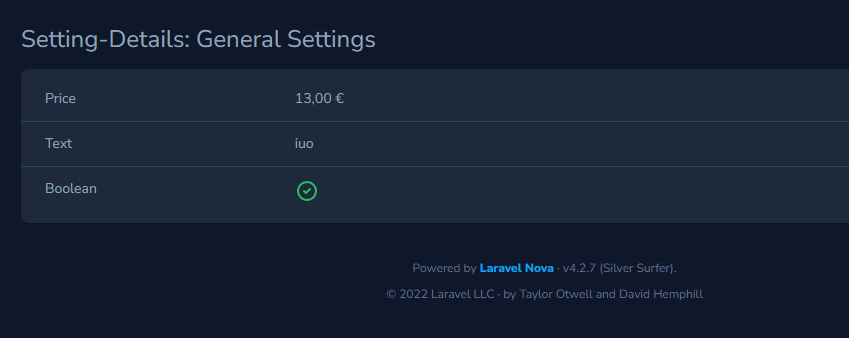 Setting-Details: General Settings
Price 13,00 €
Text iuo
Boolean
Powered by Laravel Nova · v4.2.7 (Silver Surfer).
© 2022 Laravel LLC · by Taylor Otwell and David Hemphill